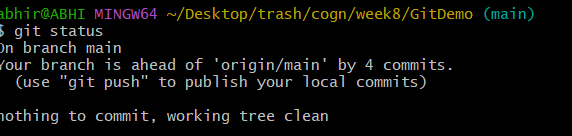 abhir@ABHI MINGW64 ~/Desktop/trash/cogn/week8/GitDemo (main)
$ git status
On branch main
Your branch is ahead of 'origin/main' by 4 commits.
  (use "git push" to publish your local commits)

nothing to commit, working tree clean